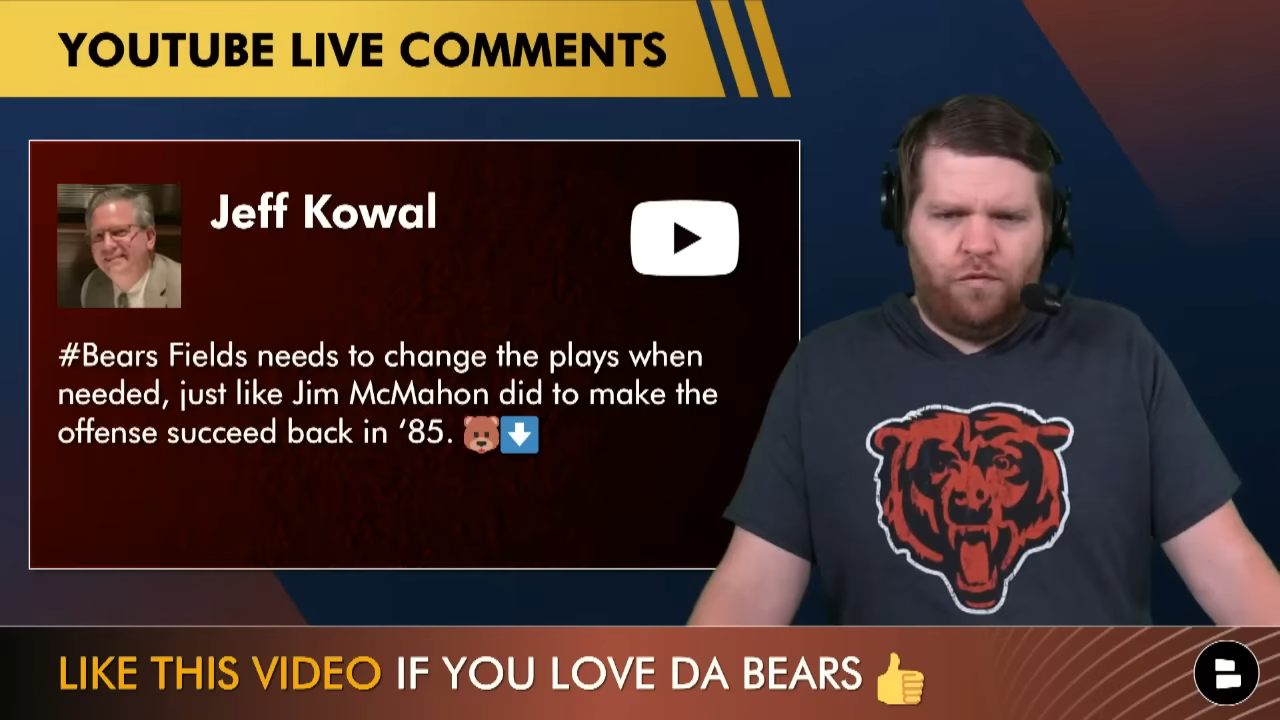 YOUTUBE LIVE COMMENTS
Jeff Kowal
#Bears Fields needs to change the plays when
needed, just like Jim McMahon did to make the
offense succeed back in ‘85. 🐻⬇️
LIKE THIS VIDEO IF YOU LOVE DA BEARS 👍